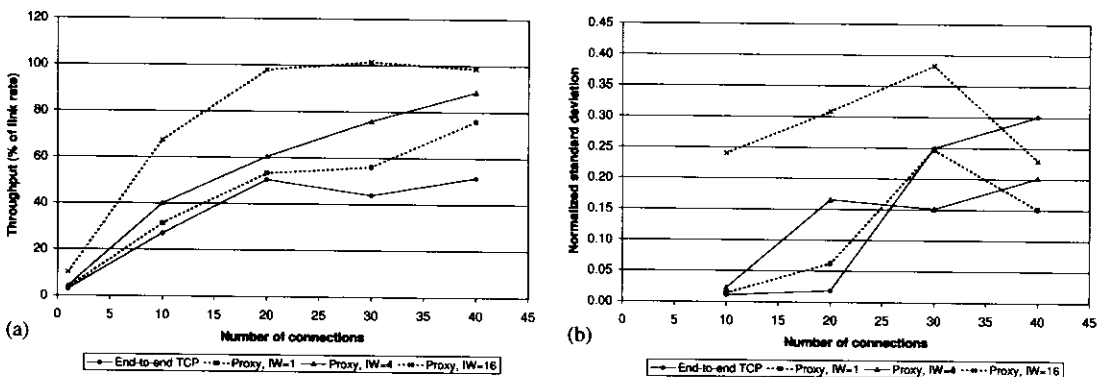 120
100
80
60
40
20
0
Throughput (% of link rate)
0 5 10 15 20 25 30 35 40 45
Number of connections
(a)
End-to-end TCP Proxy, IW=1 Proxy, IW=4 Proxy, IW=16
0.45
0.40
0.35
0.30
0.25
0.20
0.15
0.10
0.05
0.00
Normalized standard deviation
0 5 10 15 20 25 30 35 40 45
Number of connections
(b)
End-to-end TCP Proxy, IW=1 Proxy, IW=4 Proxy, IW=16